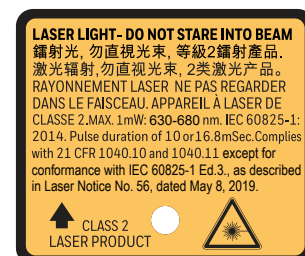 LASER LIGHT- DO NOT STARE INTO BEAM
鐳射光, 勿直視光束, 等級2鐳射產品.
激光辐射,勿直视光束, 2类激光产品。
RAYONNEMENT LASER NE PAS REGARDER
DANS LE FAISCEAU. APPAREIL À LASER DE
CLASSE 2.MAX. 1mW: 630-680 nm. IEC 60825-1:
2014. Pulse duration of 10 or16.8mSec.Complies
with 21 CFR 1040.10 and 1040.11 except for
conformance with IEC 60825-1 Ed.3., as described
in Laser Notice No. 56, dated May 8, 2019.
CLASS 2
LASER PRODUCT